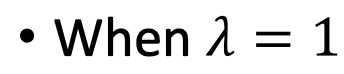 • When 𝜆 = 1